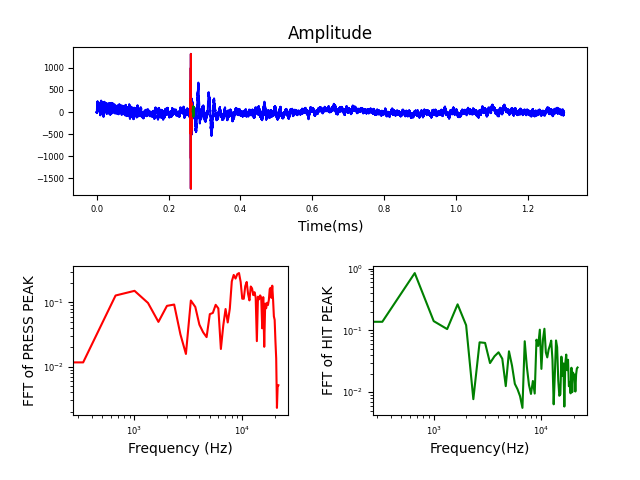 Amplitude
1000
500
0
−500
−1000
−1500
0.0 0.2 0.4 0.6 0.8 1.0 1.2
Time(ms)
FFT of PRESS PEAK
10⁻¹
10⁻²
10³ 10⁴
Frequency (Hz)
FFT of HIT PEAK
10⁰
10⁻¹
10⁻²
10³ 10⁴
Frequency(Hz)